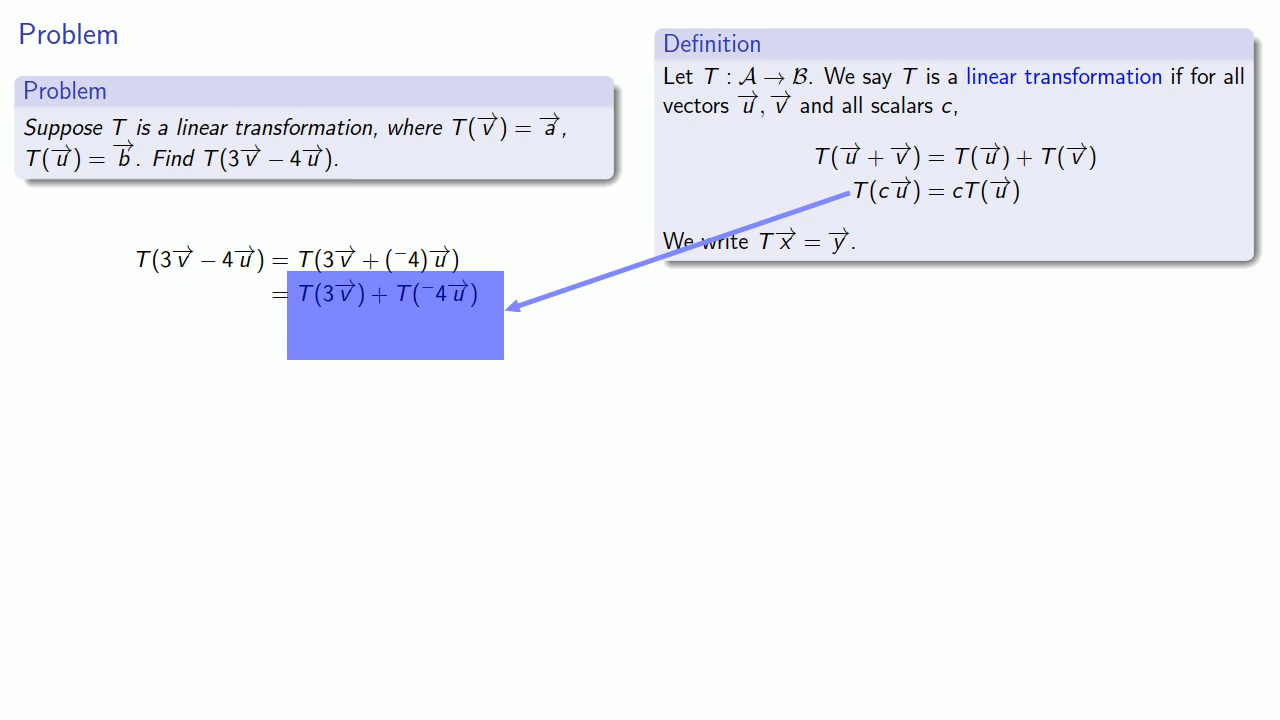 Problem
Problem
Suppose T is a linear transformation, where T(v⃗) = a⃗,
T(u⃗) = b⃗. Find T(3v⃗ − 4u⃗).
T(3v⃗ − 4u⃗) = T(3v⃗ + (⁻4)u⃗)
= T(3v⃗) + T(⁻4u⃗)
Definition
Let T : 𝒜 → ℬ. We say T is a linear transformation if for all
vectors u⃗, v⃗ and all scalars c,
T(u⃗ + v⃗) = T(u⃗) + T(v⃗)
T(cu⃗) = cT(u⃗)
We write Tx⃗ = y⃗.